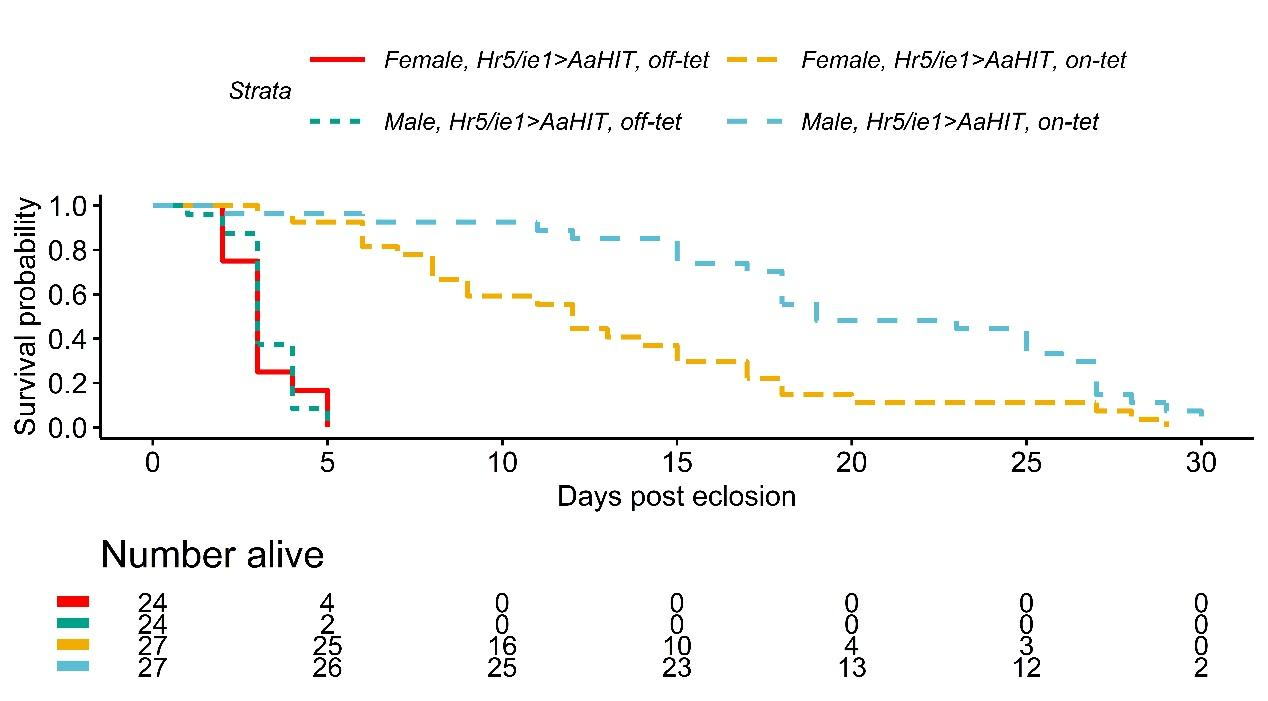 Female, Hr5/ie1>AaHIT, off-tet Female, Hr5/ie1>AaHIT, on-tet
Strata
Male, Hr5/ie1>AaHIT, off-tet Male, Hr5/ie1>AaHIT, on-tet
Survival probability
1.0
0.8
0.6
0.4
0.2
0.0
0 5 10 15 20 25 30
Days post eclosion
Number alive
24 4 0 0 0 0 0
24 2 0 0 0 0 0
27 25 16 10 4 3 0
27 26 25 23 13 12 2